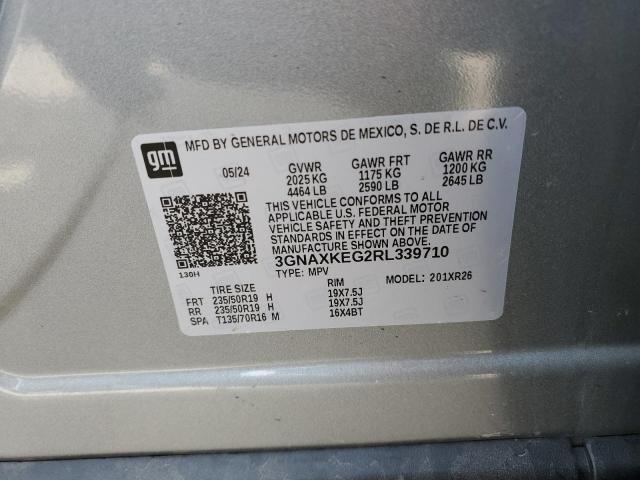 MFD BY GENERAL MOTORS DE MEXICO, S. DE R.L. DE C.V.
gm
05/24 GVWR GAWR FRT GAWR RR
2025 KG 1175 KG 1200 KG
4464 LB 2590 LB 2645 LB
THIS VEHICLE CONFORMS TO ALL
APPLICABLE U.S. FEDERAL MOTOR
VEHICLE SAFETY AND THEFT PREVENTION
STANDARDS IN EFFECT ON THE DATE OF
MANUFACTURE SHOWN ABOVE.
3GNAXKEG2RL339710
130H
TYPE: MPV MODEL: 201XR26
TIRE SIZE RIM
FRT 235/50R19 H 19X7.5J
RR 235/50R19 H 19X7.5J
SPA T135/70R16 M 16X4BT